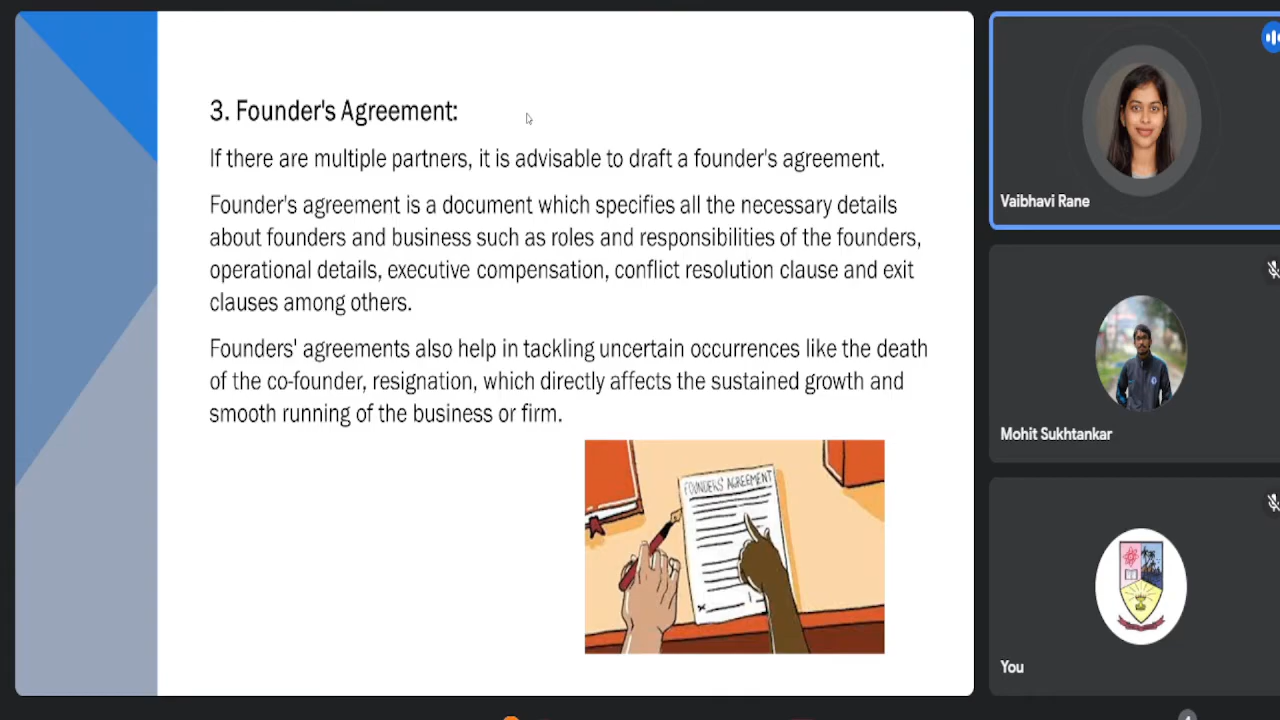 3. Founder's Agreement:
If there are multiple partners, it is advisable to draft a founder's agreement.
Founder's agreement is a document which specifies all the necessary details
about founders and business such as roles and responsibilities of the founders,
operational details, executive compensation, conflict resolution clause and exit
clauses among others.
Founders' agreements also help in tackling uncertain occurrences like the death
of the co-founder, resignation, which directly affects the sustained growth and
smooth running of the business or firm.
FOUNDERS' AGREEMENT
Vaibhavi Rane
Mohit Sukhtankar
You